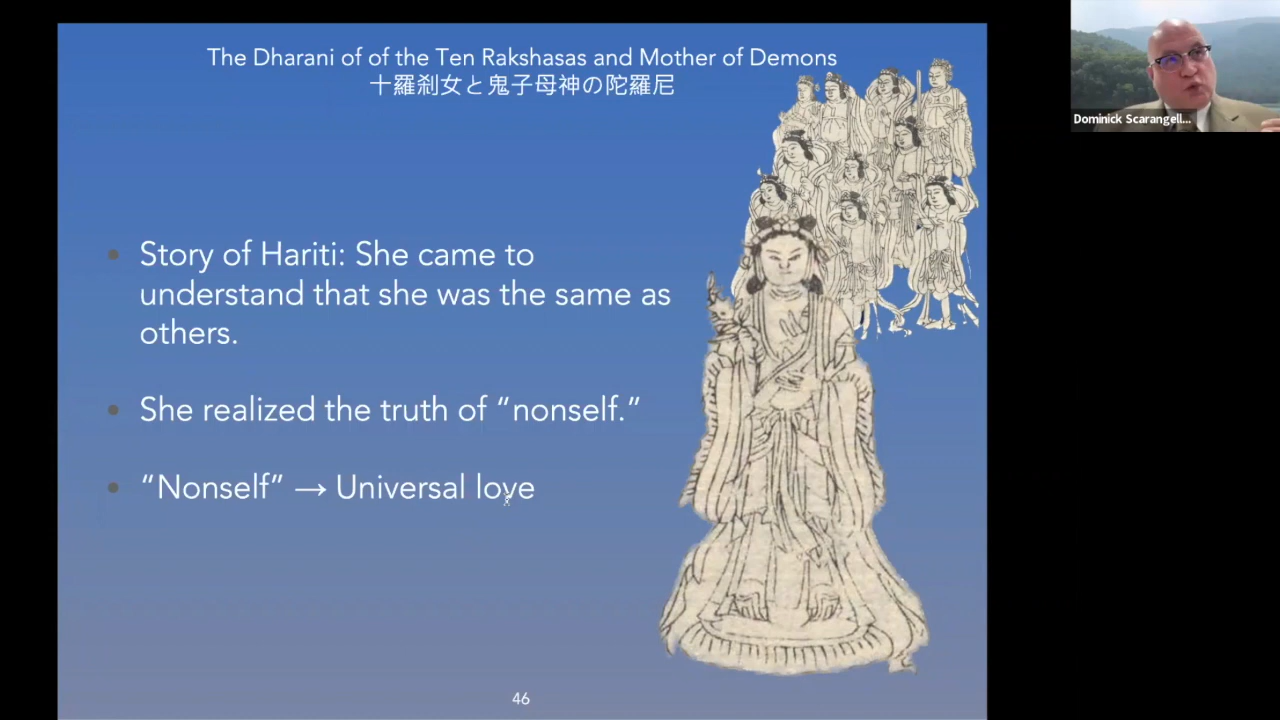 The Dharani of of the Ten Rakshasas and Mother of Demons
十羅刹女と鬼子母神の陀羅尼
Dominick Scarangell...
• Story of Hariti: She came to
understand that she was the same as
others.
• She realized the truth of “nonself.”
• “Nonself” → Universal love
46